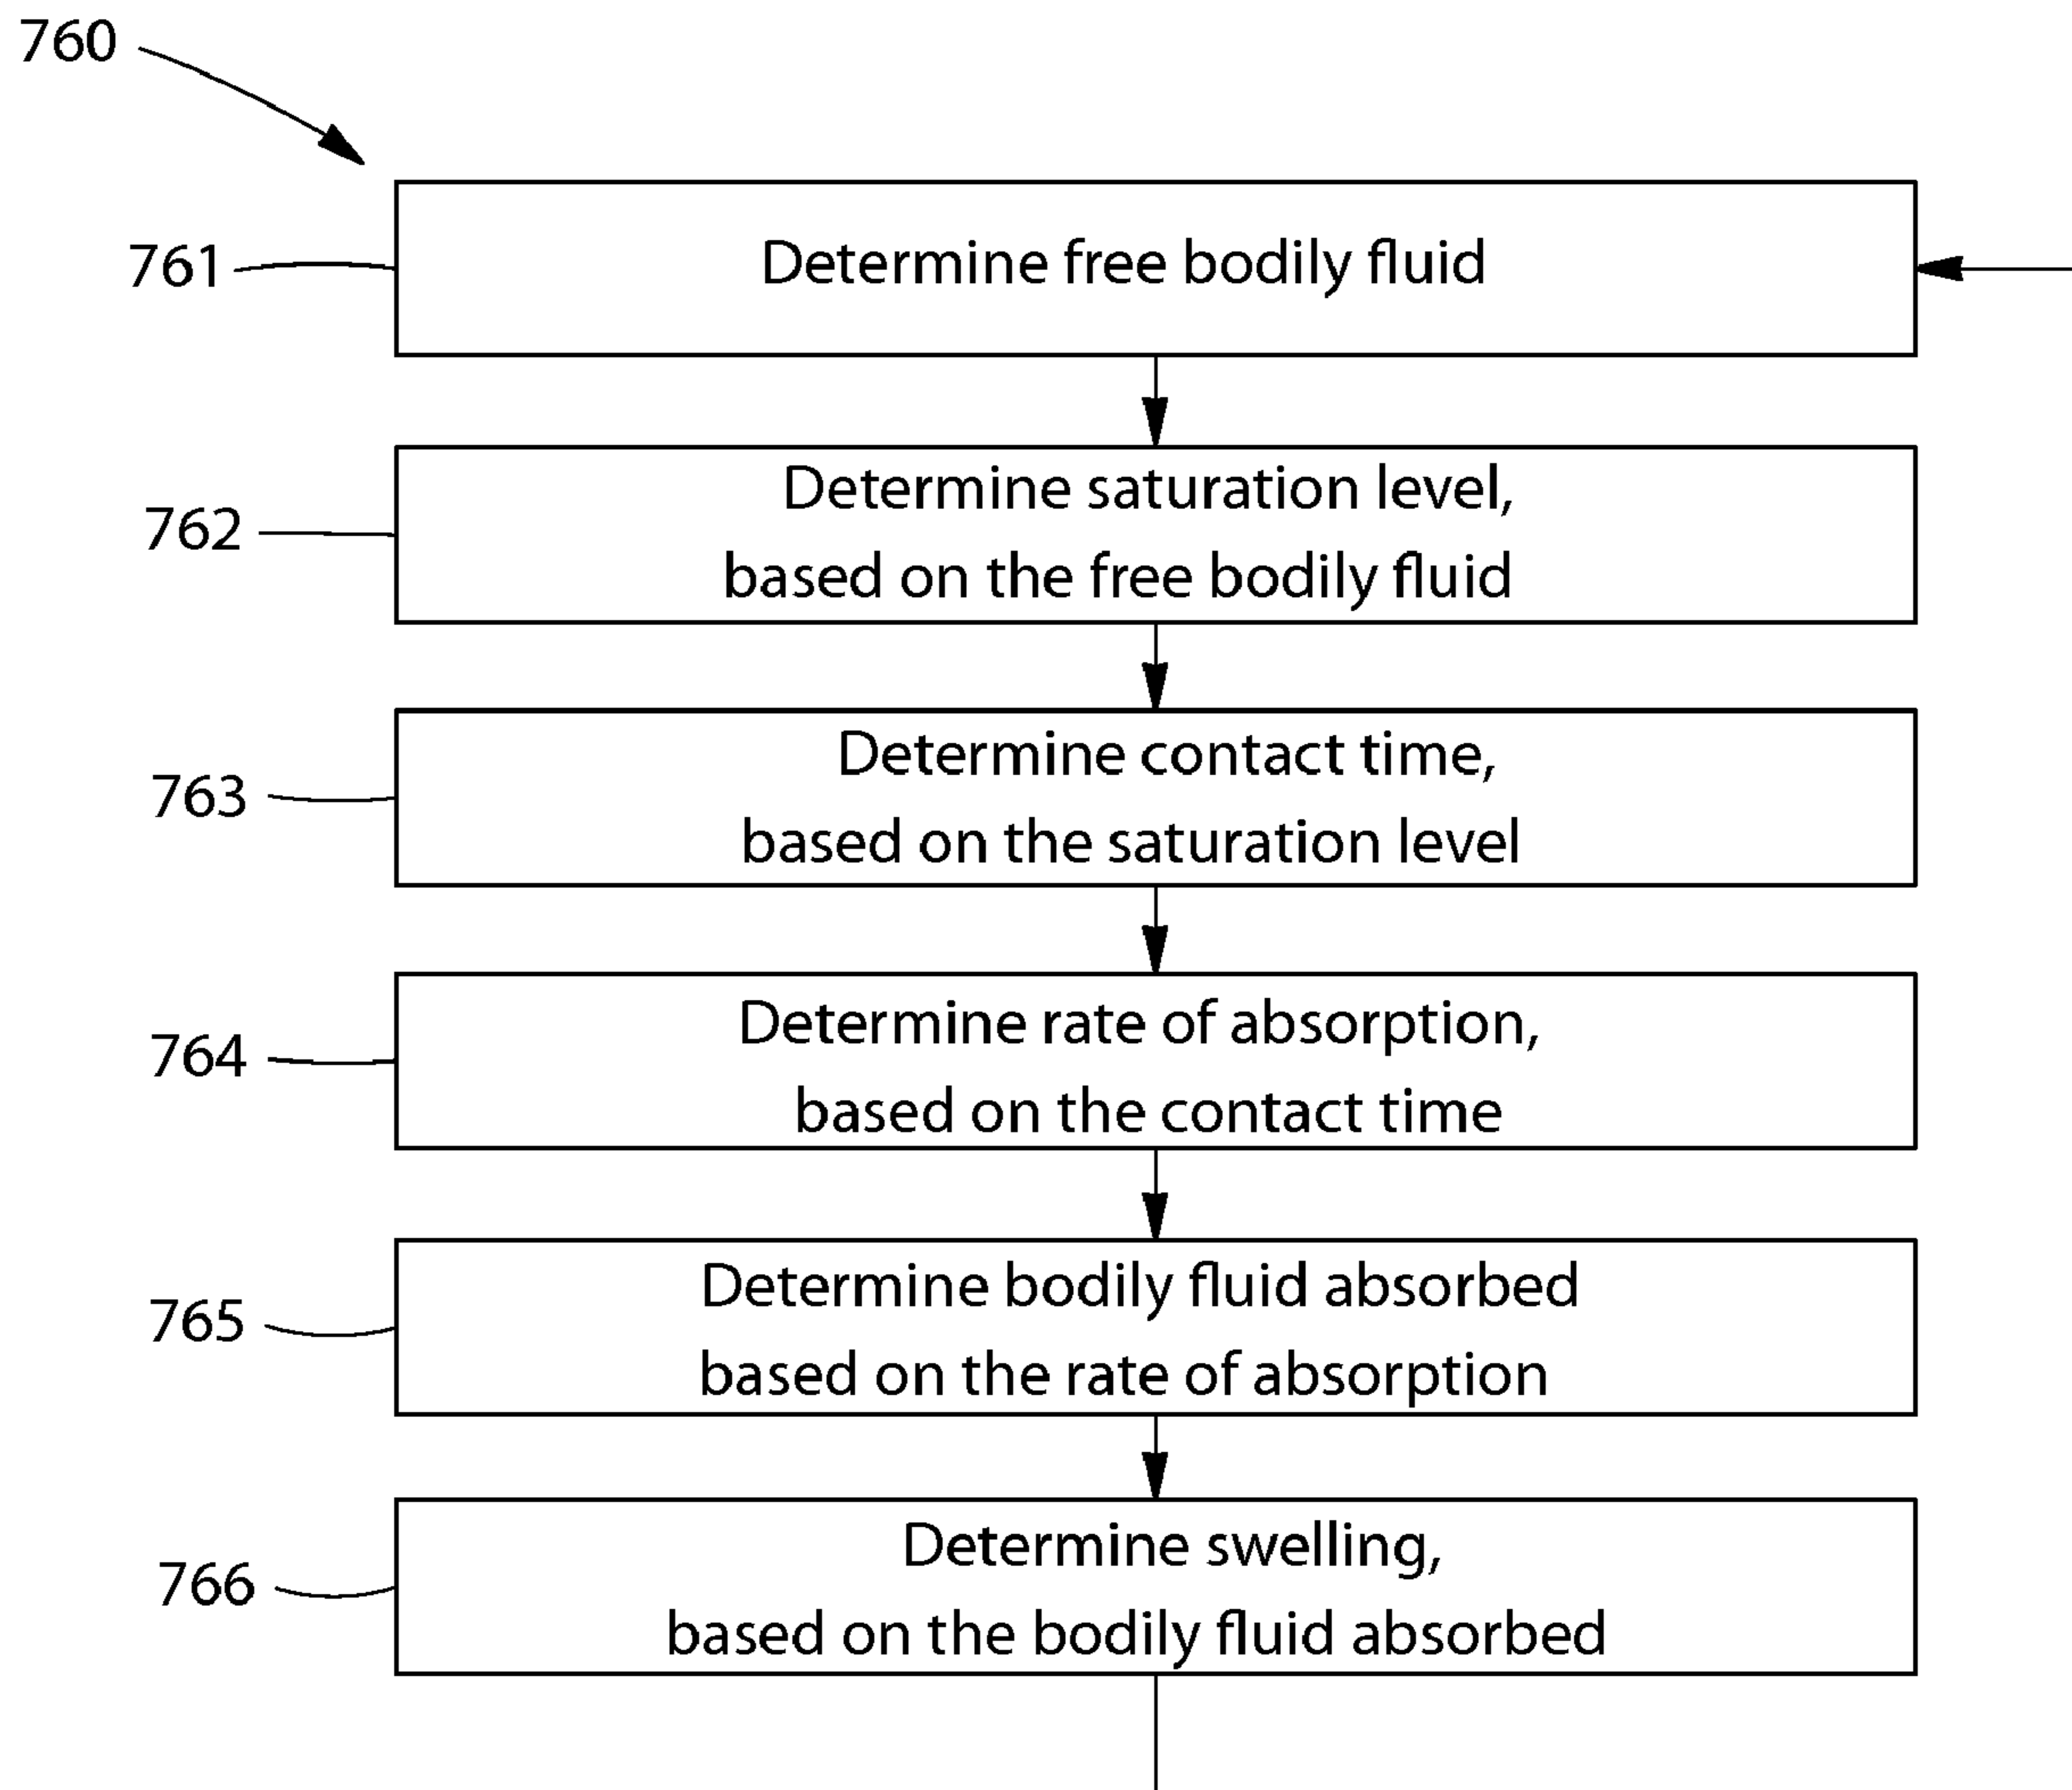 760
761
Determine free bodily fluid
762
Determine saturation level,
based on the free bodily fluid
763
Determine contact time,
based on the saturation level
764
Determine rate of absorption,
based on the contact time
765
Determine bodily fluid absorbed
based on the rate of absorption
766
Determine swelling,
based on the bodily fluid absorbed